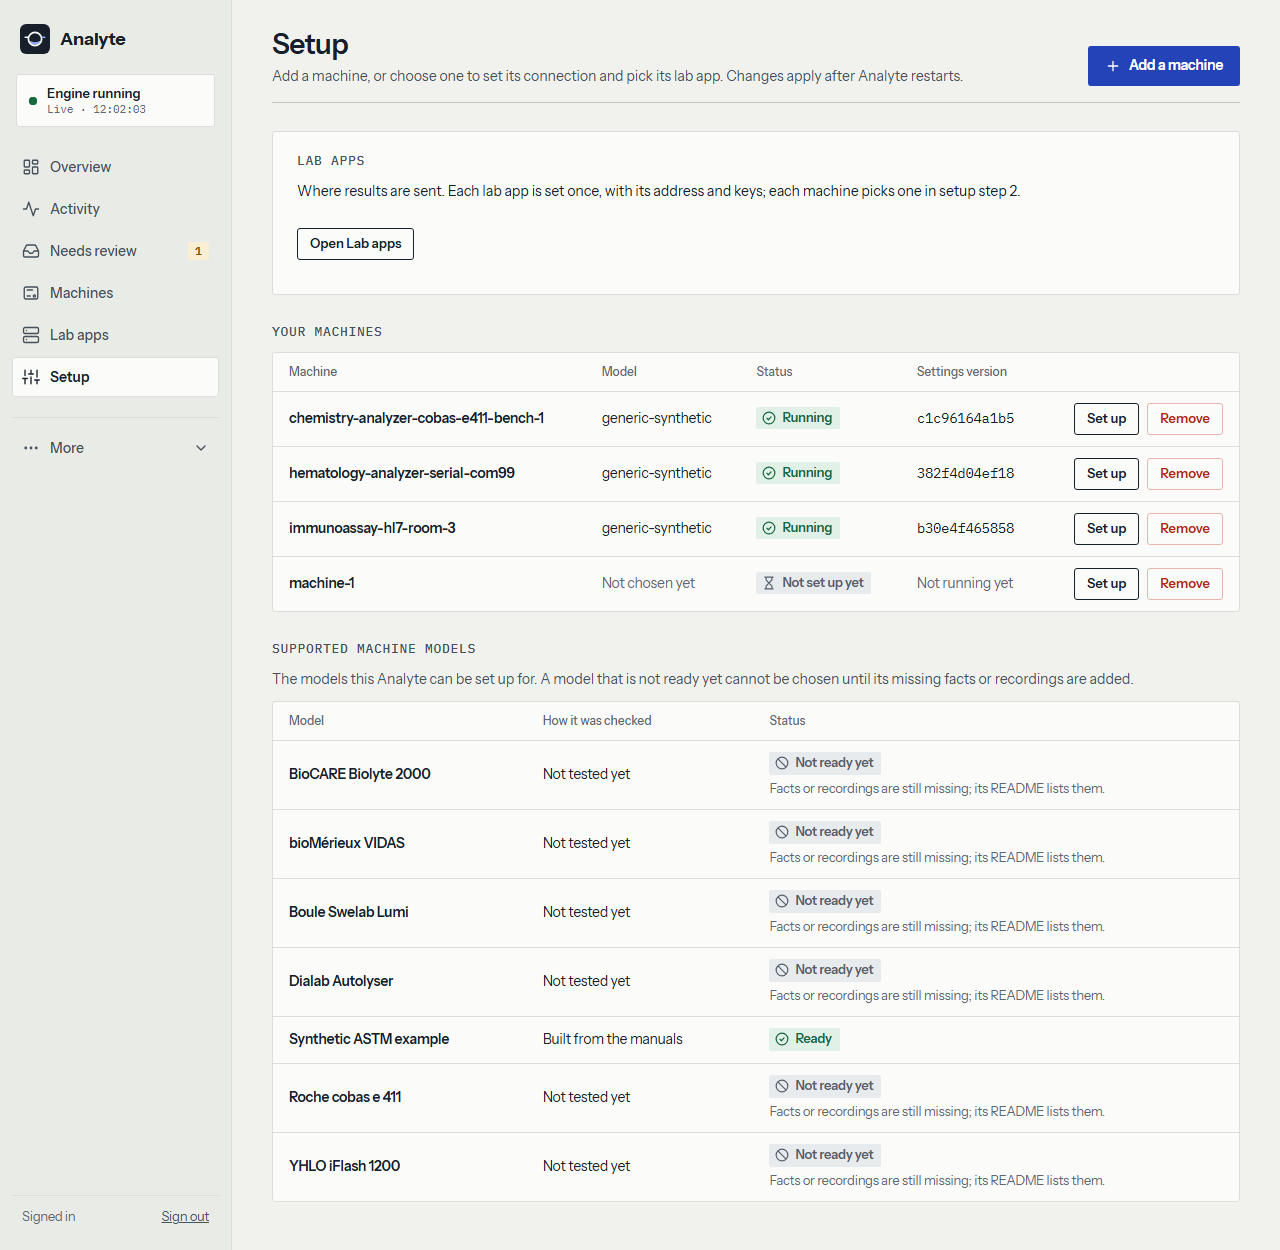 Analyte
Engine running
Live · 12:02:03
Overview
Activity
Needs review 1
Machines
Lab apps
Setup
More
Signed in Sign out
Setup
Add a machine, or choose one to set its connection and pick its lab app. Changes apply after Analyte restarts.
Add a machine
LAB APPS
Where results are sent. Each lab app is set once, with its address and keys; each machine picks one in setup step 2.
Open Lab apps
YOUR MACHINES
Machine Model Status Settings version
chemistry-analyzer-cobas-e411-bench-1 generic-synthetic Running c1c96164a1b5 Set up Remove
hematology-analyzer-serial-com99 generic-synthetic Running 382f4d04ef18 Set up Remove
immunoassay-hl7-room-3 generic-synthetic Running b30e4f465858 Set up Remove
machine-1 Not chosen yet Not set up yet Not running yet Set up Remove
SUPPORTED MACHINE MODELS
The models this Analyte can be set up for. A model that is not ready yet cannot be chosen until its missing facts or recordings are added.
Model How it was checked Status
BioCARE Biolyte 2000 Not tested yet Not ready yet
Facts or recordings are still missing; its README lists them.
bioMérieux VIDAS Not tested yet Not ready yet
Facts or recordings are still missing; its README lists them.
Boule Swelab Lumi Not tested yet Not ready yet
Facts or recordings are still missing; its README lists them.
Dialab Autolyser Not tested yet Not ready yet
Facts or recordings are still missing; its README lists them.
Synthetic ASTM example Built from the manuals Ready
Roche cobas e 411 Not tested yet Not ready yet
Facts or recordings are still missing; its README lists them.
YHLO iFlash 1200 Not tested yet Not ready yet
Facts or recordings are still missing; its README lists them.